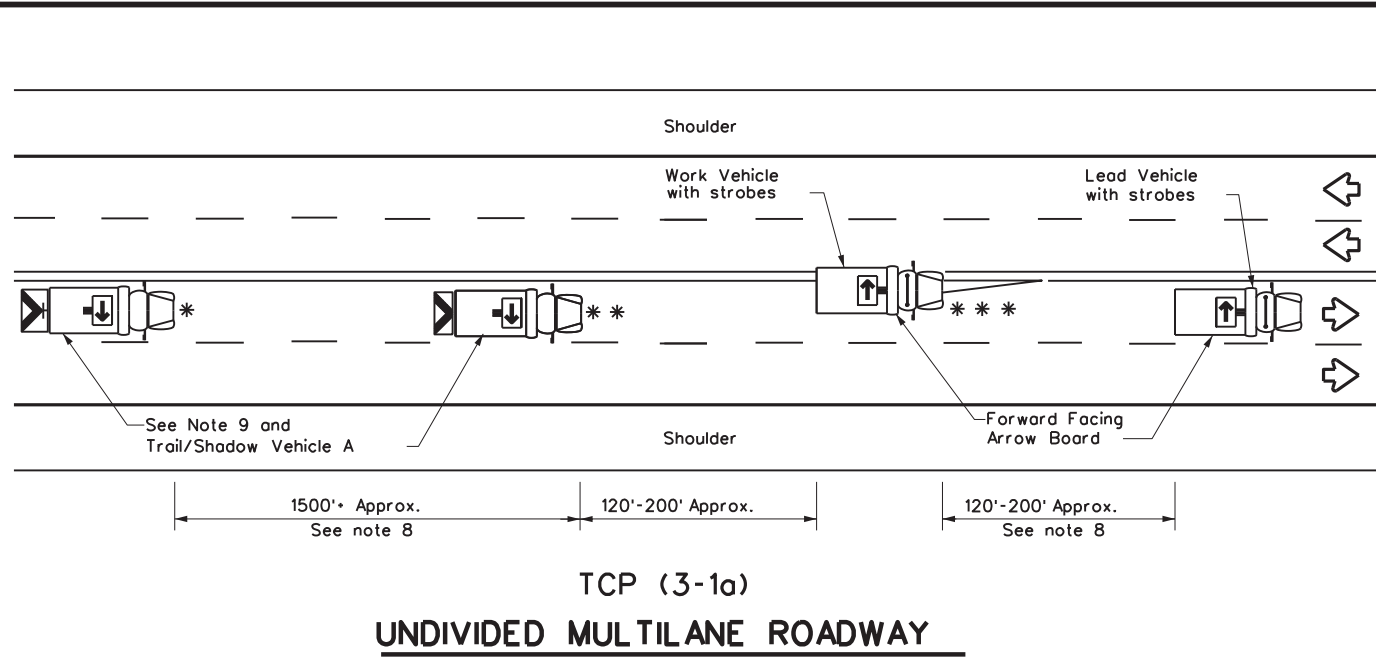 Shoulder
Work Vehicle
with strobes
Lead Vehicle
with strobes
*
* *
* * *
See Note 9 and
Trail/Shadow Vehicle A
Shoulder
Forward Facing
Arrow Board
1500'+ Approx.
See note 8
120'-200' Approx.
120'-200' Approx.
See note 8
TCP (3-1a)
UNDIVIDED MULTILANE ROADWAY